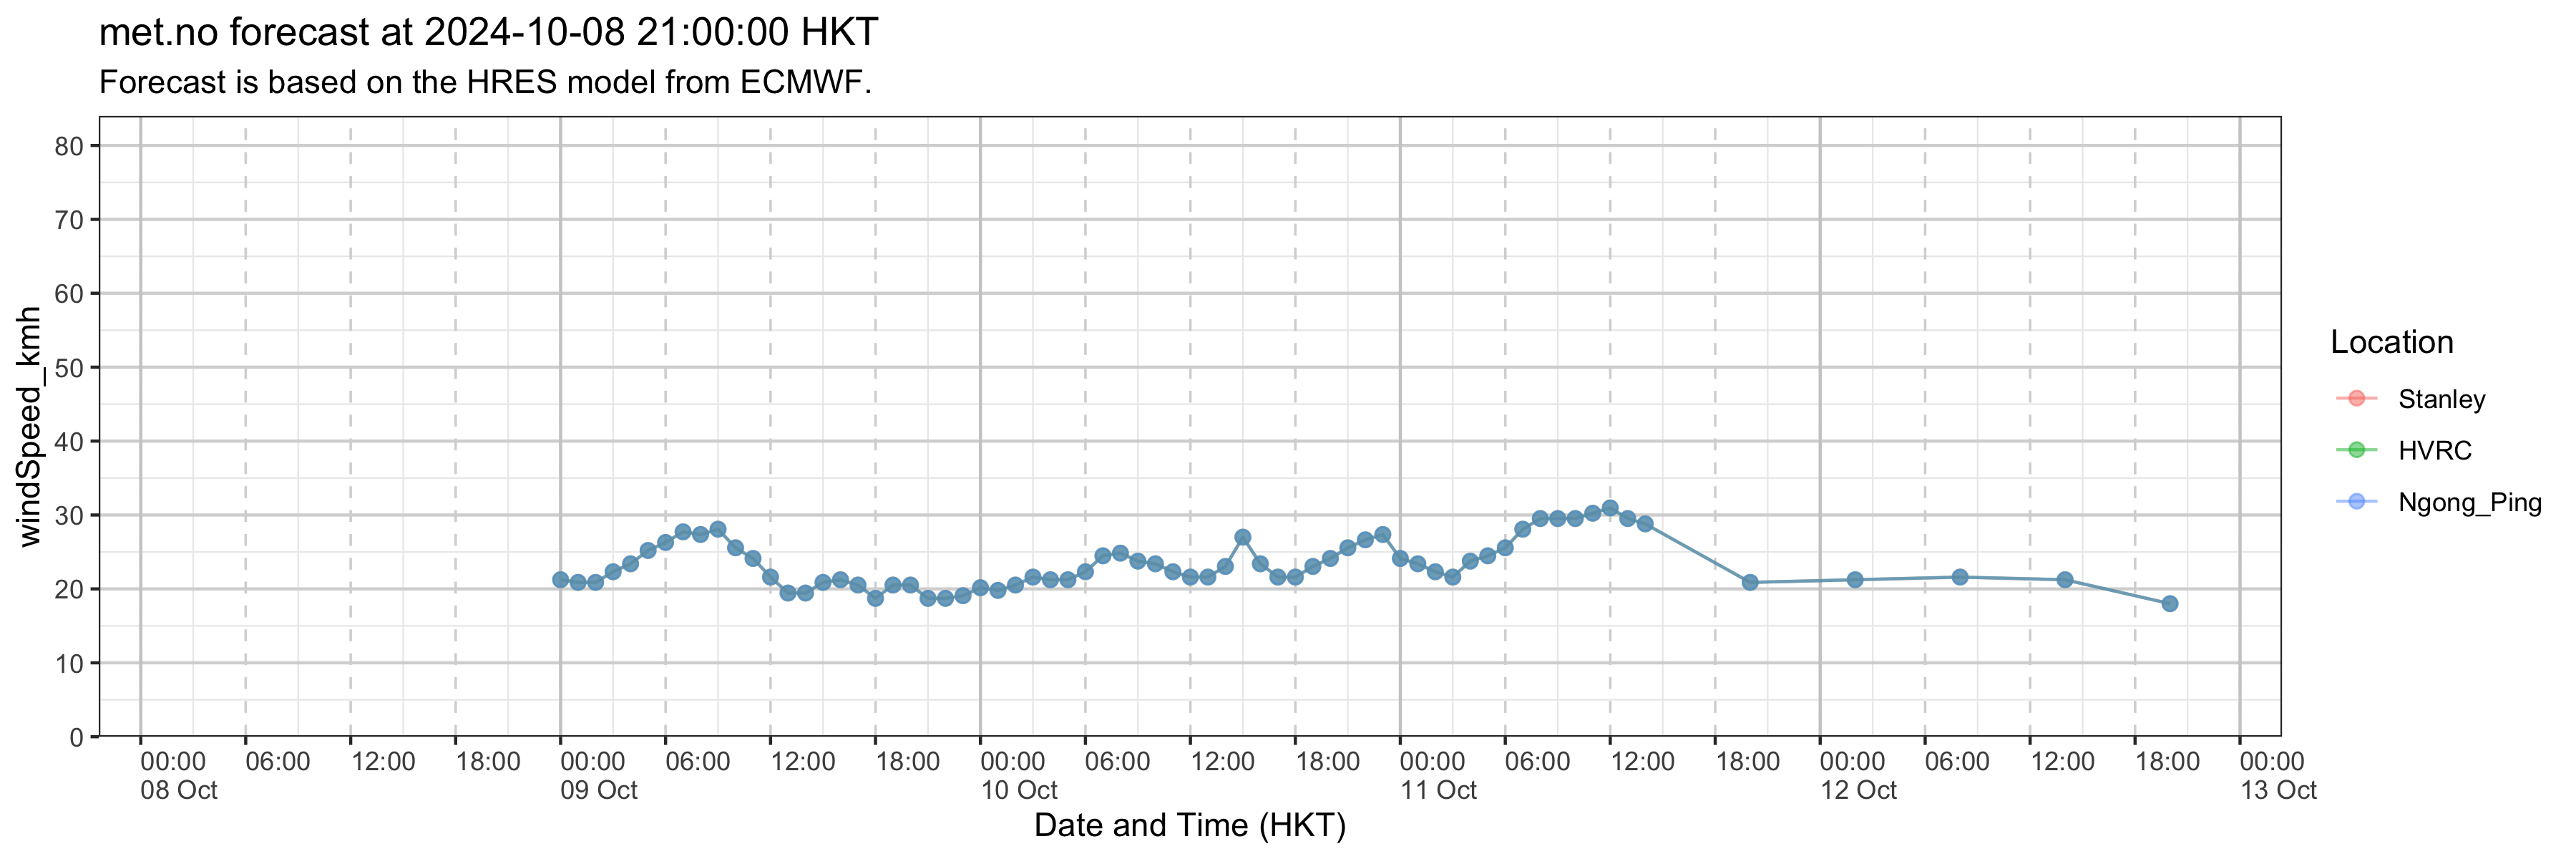 met.no forecast at 2024-10-08 21:00:00 HKT
Forecast is based on the HRES model from ECMWF.
windSpeed_kmh
80
70
60
50
40
30
20
10
0
00:00 06:00 12:00 18:00 00:00 06:00 12:00 18:00 00:00 06:00 12:00 18:00 00:00 06:00 12:00 18:00 00:00 06:00 12:00 18:00 00:00
08 Oct 09 Oct 10 Oct 11 Oct 12 Oct 13 Oct
Date and Time (HKT)
Location
Stanley
HVRC
Ngong_Ping